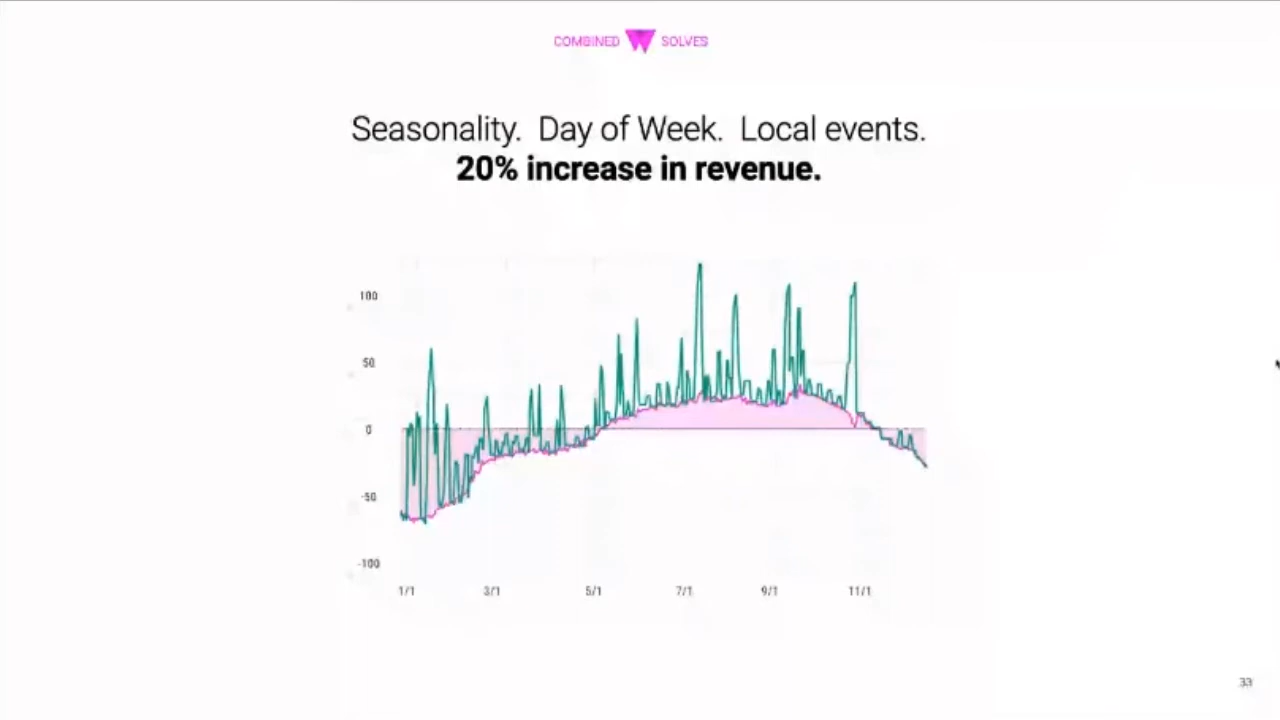 COMBINED W SOLVES
Seasonality. Day of Week. Local events.
20% increase in revenue.
100
50
0
-50
-100
1/1 3/1 5/1 7/1 9/1 11/1
33